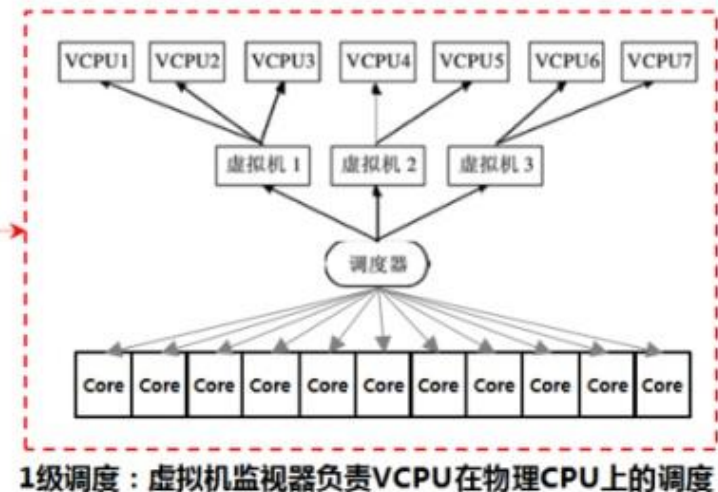 VCPU1 VCPU2 VCPU3 VCPU4 VCPU5 VCPU6 VCPU7
虚拟机 1 虚拟机 2 虚拟机 3
调度器
Core Core Core Core Core Core Core Core Core Core Core
1级调度：虚拟机监视器负责VCPU在物理CPU上的调度